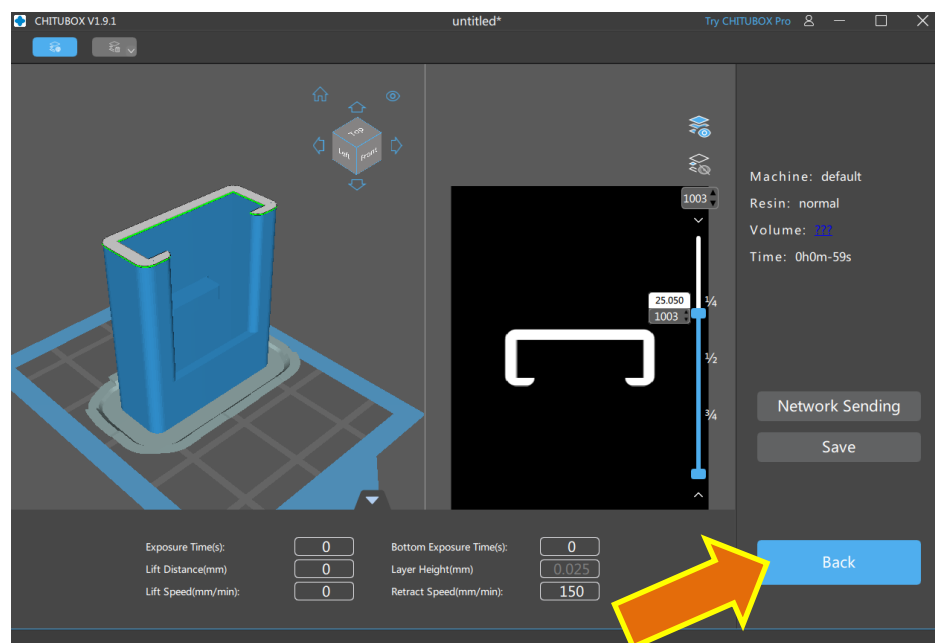 CHITUBOX V1.9.1
untitled*
Try CHITUBOX Pro
Top
Left
Front
1003
25.050
1003
¼
½
¾
Machine: default
Resin: normal
Volume: ???
Time: 0h0m-59s
Network Sending
Save
Back
Exposure Time(s): 0
Bottom Exposure Time(s): 0
Lift Distance(mm) 0
Layer Height(mm) 0.025
Lift Speed(mm/min): 0
Retract Speed(mm/min): 150